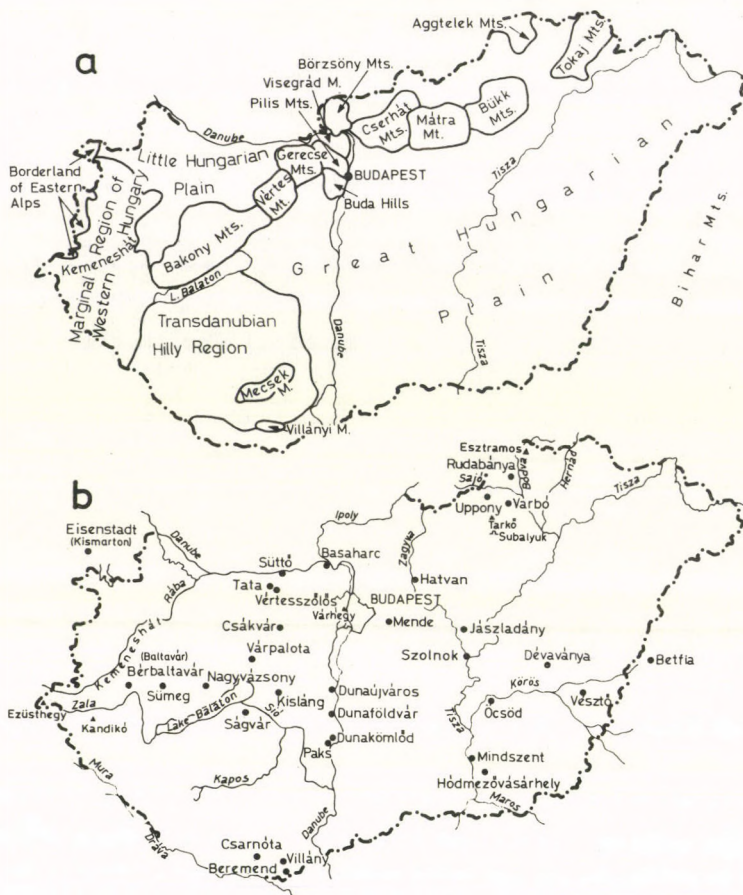 a
Aggtelek Mts.
Tokaj Mts.
Börzsöny Mts.
Visegrád M.
Pilis Mts.
Cserhát
Mts.
Mátra
Mt.
Bükk
Mts.
Danube
Little Hungarian
Plain
Gerecse
Mts.
BUDAPEST
Tisza
Borderland
of Eastern
Alps
Marginal Region of
Western Hungary
Kemeneshát
Vértes
Mt.
Buda Hills
Bakony Mts.
Great Hungarian
Plain
Bihar Mts.
L. Balaton
Transdanubian
Hilly Region
Danube
Tisza
Mecsek
M.
Villányi M.
b
Esztramos
Rudabánya
Sajó
Bódva
Hernád
Tisza
Uppony
Varbó
Tarkő
Subalyuk
Ipoly
Zagyva
Eisenstadt
(Kismarton)
Danube
Basaharc
Süttő
Rába
Tata
Vértesszőlős
Hatvan
BUDAPEST
Várhegy
Mende
Csákvár
Jászladány
Kemeneshát
Várpalota
Szolnok
Dévaványa
Betfia
(Baltavár)
Bérbaltavár
Nagyvázsony
Sümeg
Kisláng
Dunaújváros
Körös
Vésztő
Öcsöd
Ezüsthegy
Zala
Kandikó
Lake-Balaton
Sió
Ságvár
Dunaföldvár
Tisza
Dunakömlőd
Paks
Mindszent
Hódmezővásárhely
Mura
Kapos
Maros
Danube
Dráva
Csarnóta
Villány
Beremend